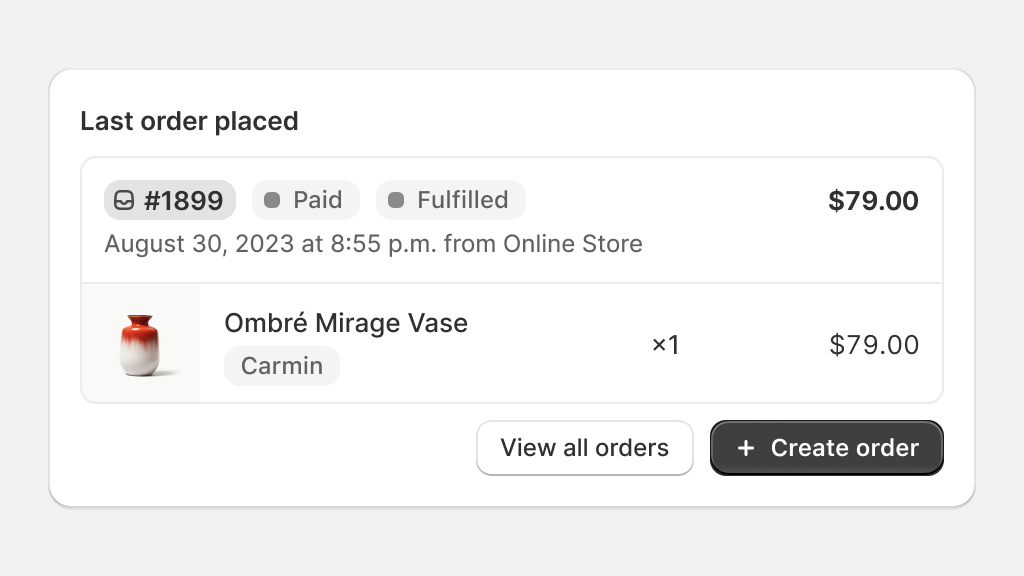 Last order placed
#1899 Paid Fulfilled $79.00
August 30, 2023 at 8:55 p.m. from Online Store
Ombré Mirage Vase
Carmin
×1 $79.00
View all orders + Create order